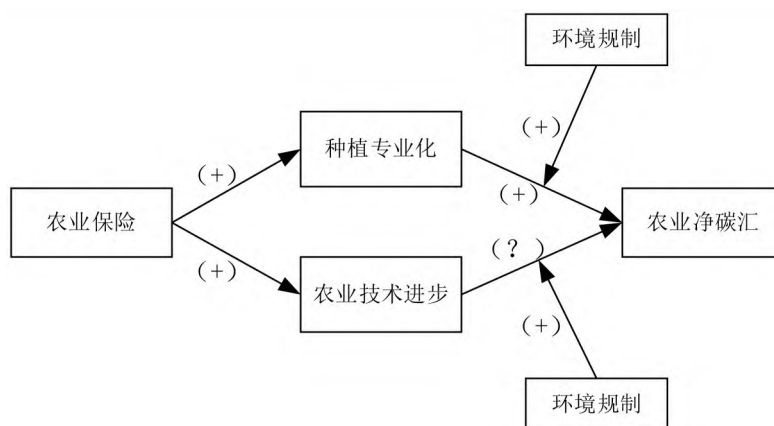 环境规制
（+）
种植专业化
（+）
（+）
农业保险
农业净碳汇
（？）
（+）
农业技术进步
（+）
环境规制